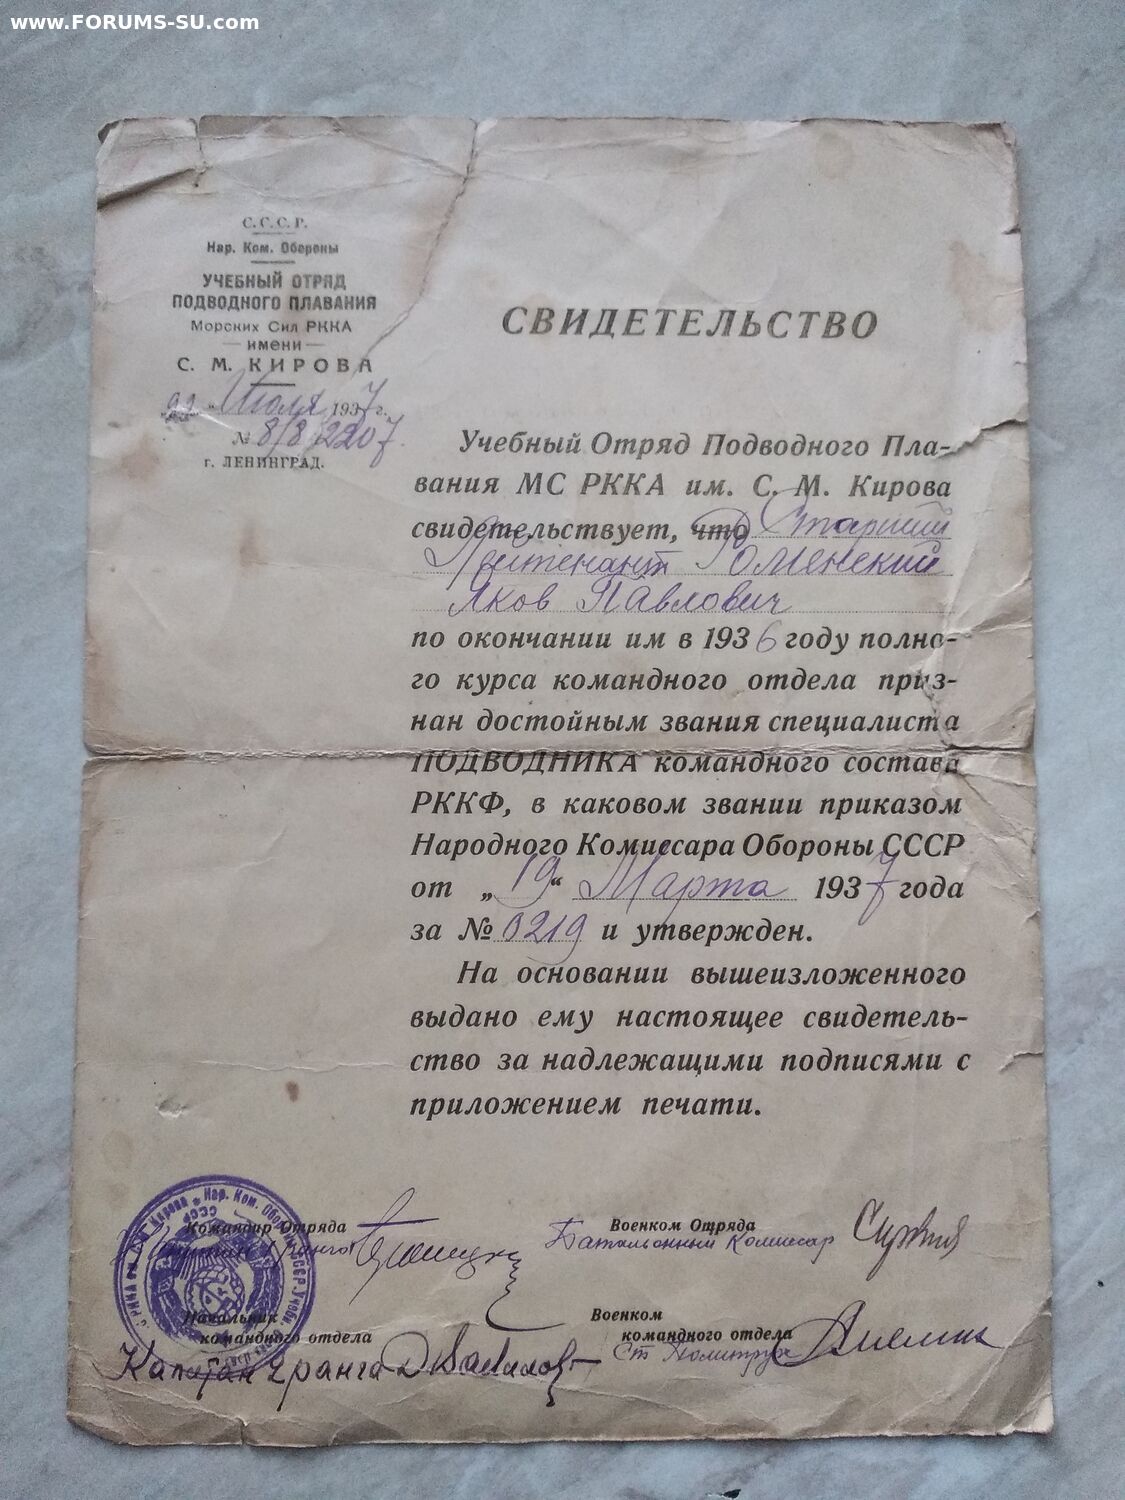 www.FORUMS-SU.com
С.С.С.Р.
Нар. Ком. Обороны
УЧЕБНЫЙ ОТРЯД
ПОДВОДНОГО ПЛАВАНИЯ
Морских Сил РККА
— имени —
С. М. КИРОВА
„22" Июля 1937 г.
№ 8/8/2207
г. ЛЕНИНГРАД.
СВИДЕТЕЛЬСТВО
Учебный Отряд Подводного Пла-
вания МС РККА им. С. М. Кирова
свидетельствует, что Старший
Лейтенант Роменский
Яков Павлович
по окончании им в 1936 году полно-
го курса командного отдела приз-
нан достойным звания специалиста
ПОДВОДНИКА командного состава
РККФ, в каковом звании приказом
Народного Комиссара Обороны СССР
от „19" Марта 1937 года
за № 0219 и утвержден.
На основании вышеизложенного
выдано ему настоящее свидетель-
ство за надлежащими подписями с
приложением печати.
Командир Отряда
Капитан 1 ранга
Военком Отряда
Батальонный Комиссар
Начальник
командного отдела
Капитан 2 ранга
Военком
командного отдела
Ст Политрук